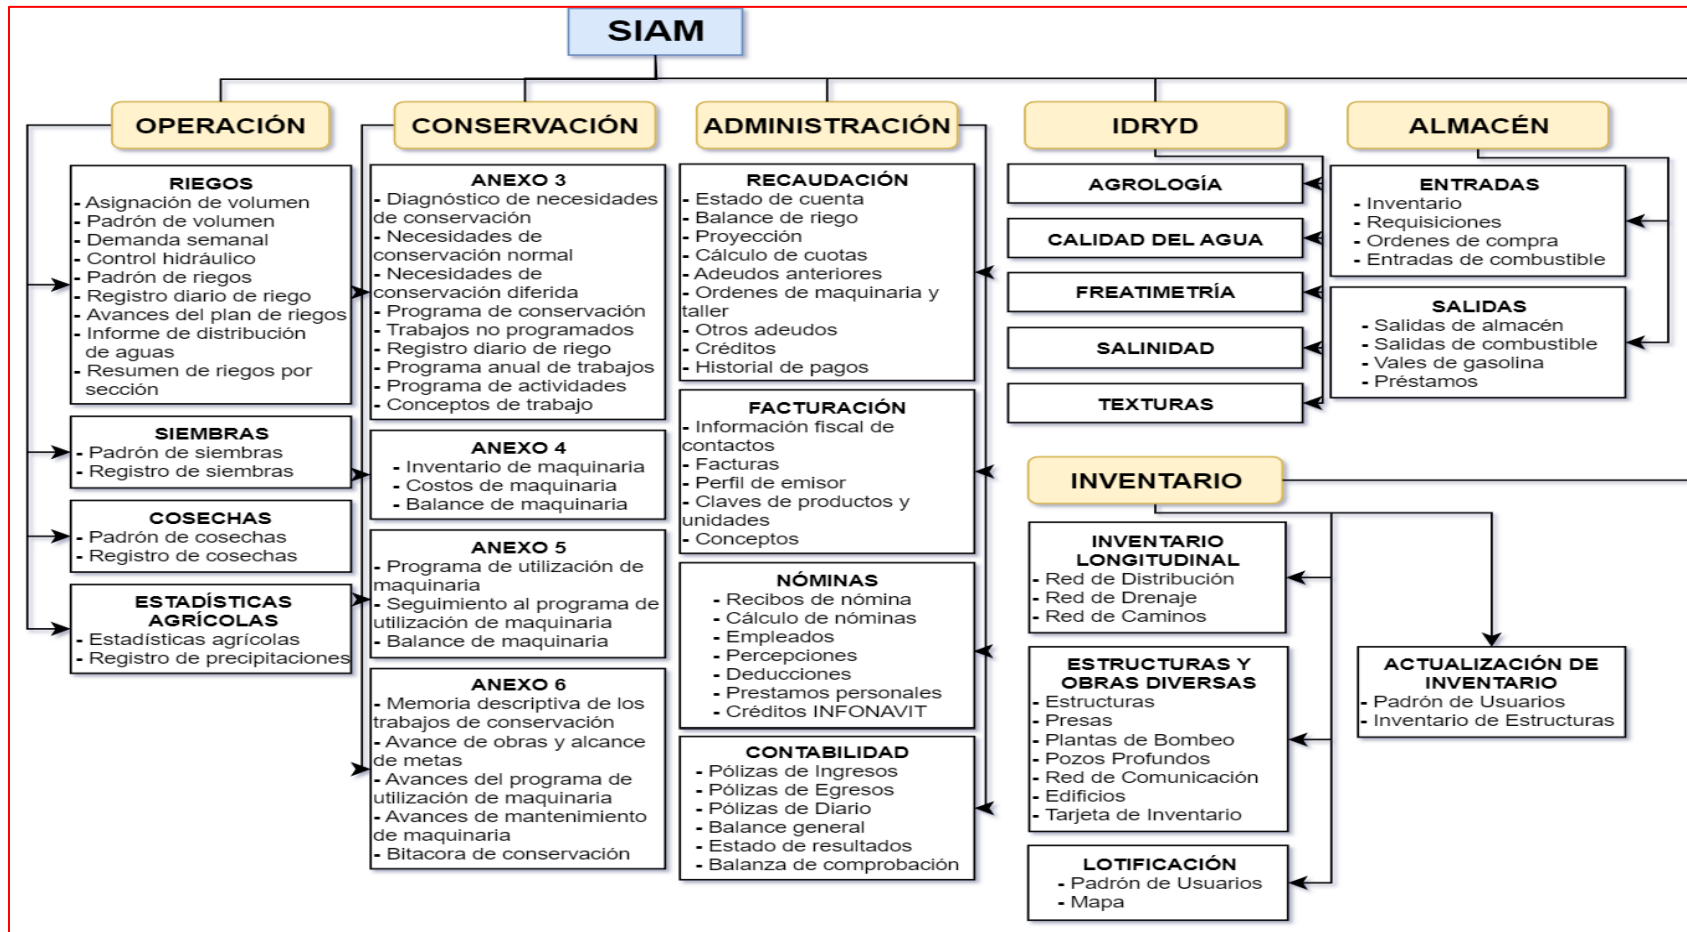 SIAM
OPERACIÓN
RIEGOS
- Asignación de volumen
- Padrón de volumen
- Demanda semanal
- Control hidráulico
- Padrón de riegos
- Registro diario de riego
- Avances del plan de riegos
- Informe de distribución
de aguas
- Resumen de riegos por
sección
SIEMBRAS
- Padrón de siembras
- Registro de siembras
COSECHAS
- Padrón de cosechas
- Registro de cosechas
ESTADÍSTICAS
AGRÍCOLAS
- Estadísticas agrícolas
- Registro de precipitaciones
CONSERVACIÓN
ANEXO 3
- Diagnóstico de necesidades
de conservación
- Necesidades de
conservación normal
- Necesidades de
conservación diferida
- Programa de conservación
- Trabajos no programados
- Registro diario de riego
- Programa anual de trabajos
- Programa de actividades
- Conceptos de trabajo
ANEXO 4
- Inventario de maquinaria
- Costos de maquinaria
- Balance de maquinaria
ANEXO 5
- Programa de utilización de
maquinaria
- Seguimiento al programa de
utilización de maquinaria
- Balance de maquinaria
ANEXO 6
- Memoria descriptiva de los
trabajos de conservación
- Avance de obras y alcance
de metas
- Avances del programa de
utilización de maquinaria
- Avances de mantenimiento
de maquinaria
- Bitacora de conservación
ADMINISTRACIÓN
RECAUDACIÓN
- Estado de cuenta
- Balance de riego
- Proyección
- Cálculo de cuotas
- Adeudos anteriores
- Ordenes de maquinaria y
taller
- Otros adeudos
- Créditos
- Historial de pagos
FACTURACIÓN
- Información fiscal de
contactos
- Facturas
- Perfil de emisor
- Claves de productos y
unidades
- Conceptos
NÓMINAS
- Recibos de nómina
- Cálculo de nóminas
- Empleados
- Percepciones
- Deducciones
- Prestamos personales
- Créditos INFONAVIT
CONTABILIDAD
- Pólizas de Ingresos
- Pólizas de Egresos
- Pólizas de Diario
- Balance general
- Estado de resultados
- Balanza de comprobación
IDRYD
AGROLOGÍA
CALIDAD DEL AGUA
FREATIMETRÍA
SALINIDAD
TEXTURAS
ALMACÉN
ENTRADAS
- Inventario
- Requisiciones
- Ordenes de compra
- Entradas de combustible
SALIDAS
- Salidas de almacén
- Salidas de combustible
- Vales de gasolina
- Préstamos
INVENTARIO
INVENTARIO
LONGITUDINAL
- Red de Distribución
- Red de Drenaje
- Red de Caminos
ESTRUCTURAS Y
OBRAS DIVERSAS
- Estructuras
- Presas
- Plantas de Bombeo
- Pozos Profundos
- Red de Comunicación
- Edificios
- Tarjeta de Inventario
LOTIFICACIÓN
- Padrón de Usuarios
- Mapa
ACTUALIZACIÓN DE
INVENTARIO
- Padrón de Usuarios
- Inventario de Estructuras